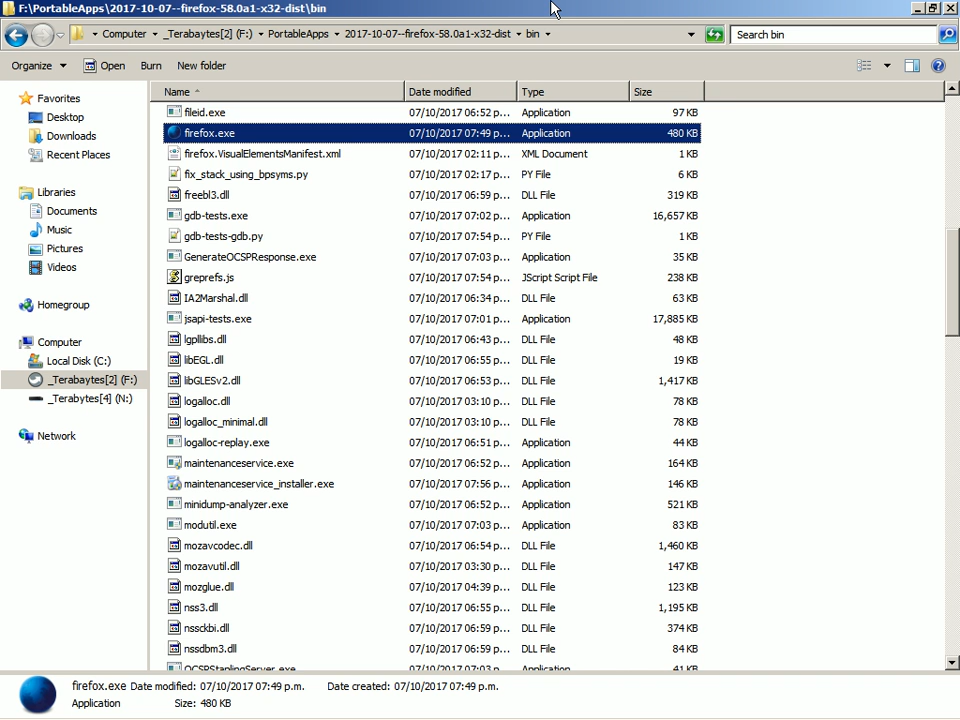 F:\PortableApps\2017-10-07--firefox-58.0a1-x32-dist\bin
Computer _Terabaytes[2] (F:) PortableApps 2017-10-07--firefox-58.0a1-x32-dist bin Search bin
Organize Open Burn New folder
Name Date modified Type Size
Favorites
Desktop
Downloads
Recent Places
Libraries
Documents
Music
Pictures
Videos
Homegroup
Computer
Local Disk (C:)
_Terabaytes[2] (F:)
_Terabytes[4] (N:)
Network
fileid.exe 07/10/2017 06:52 p... Application 97 KB
firefox.exe 07/10/2017 07:49 p... Application 480 KB
firefox.VisualElementsManifest.xml 07/10/2017 02:11 p... XML Document 1 KB
fix_stack_using_bpsyms.py 07/10/2017 02:17 p... PY File 6 KB
freebl3.dll 07/10/2017 06:59 p... DLL File 319 KB
gdb-tests.exe 07/10/2017 07:02 p... Application 16,657 KB
gdb-tests-gdb.py 07/10/2017 07:54 p... PY File 1 KB
GenerateOCSPResponse.exe 07/10/2017 07:03 p... Application 35 KB
greprefs.js 07/10/2017 07:54 p... JScript Script File 238 KB
IA2Marshal.dll 07/10/2017 06:34 p... DLL File 63 KB
jsapi-tests.exe 07/10/2017 07:01 p... Application 17,885 KB
lgpllibs.dll 07/10/2017 06:43 p... DLL File 48 KB
libEGL.dll 07/10/2017 06:55 p... DLL File 19 KB
libGLESv2.dll 07/10/2017 06:53 p... DLL File 1,417 KB
logalloc.dll 07/10/2017 03:10 p... DLL File 78 KB
logalloc_minimal.dll 07/10/2017 03:10 p... DLL File 78 KB
logalloc-replay.exe 07/10/2017 06:51 p... Application 44 KB
maintenanceservice.exe 07/10/2017 06:52 p... Application 164 KB
maintenanceservice_installer.exe 07/10/2017 07:56 p... Application 146 KB
minidump-analyzer.exe 07/10/2017 06:52 p... Application 521 KB
modutil.exe 07/10/2017 07:03 p... Application 83 KB
mozavcodec.dll 07/10/2017 06:54 p... DLL File 1,460 KB
mozavutil.dll 07/10/2017 03:30 p... DLL File 147 KB
mozglue.dll 07/10/2017 04:39 p... DLL File 123 KB
nss3.dll 07/10/2017 06:55 p... DLL File 1,195 KB
nssckbi.dll 07/10/2017 06:59 p... DLL File 374 KB
nssdbm3.dll 07/10/2017 06:59 p... DLL File 84 KB
OCSPStaplingServer.exe 07/10/2017 07:03 p... Application 41 KB
firefox.exe Date modified: 07/10/2017 07:49 p.m. Date created: 07/10/2017 07:49 p.m.
Application Size: 480 KB